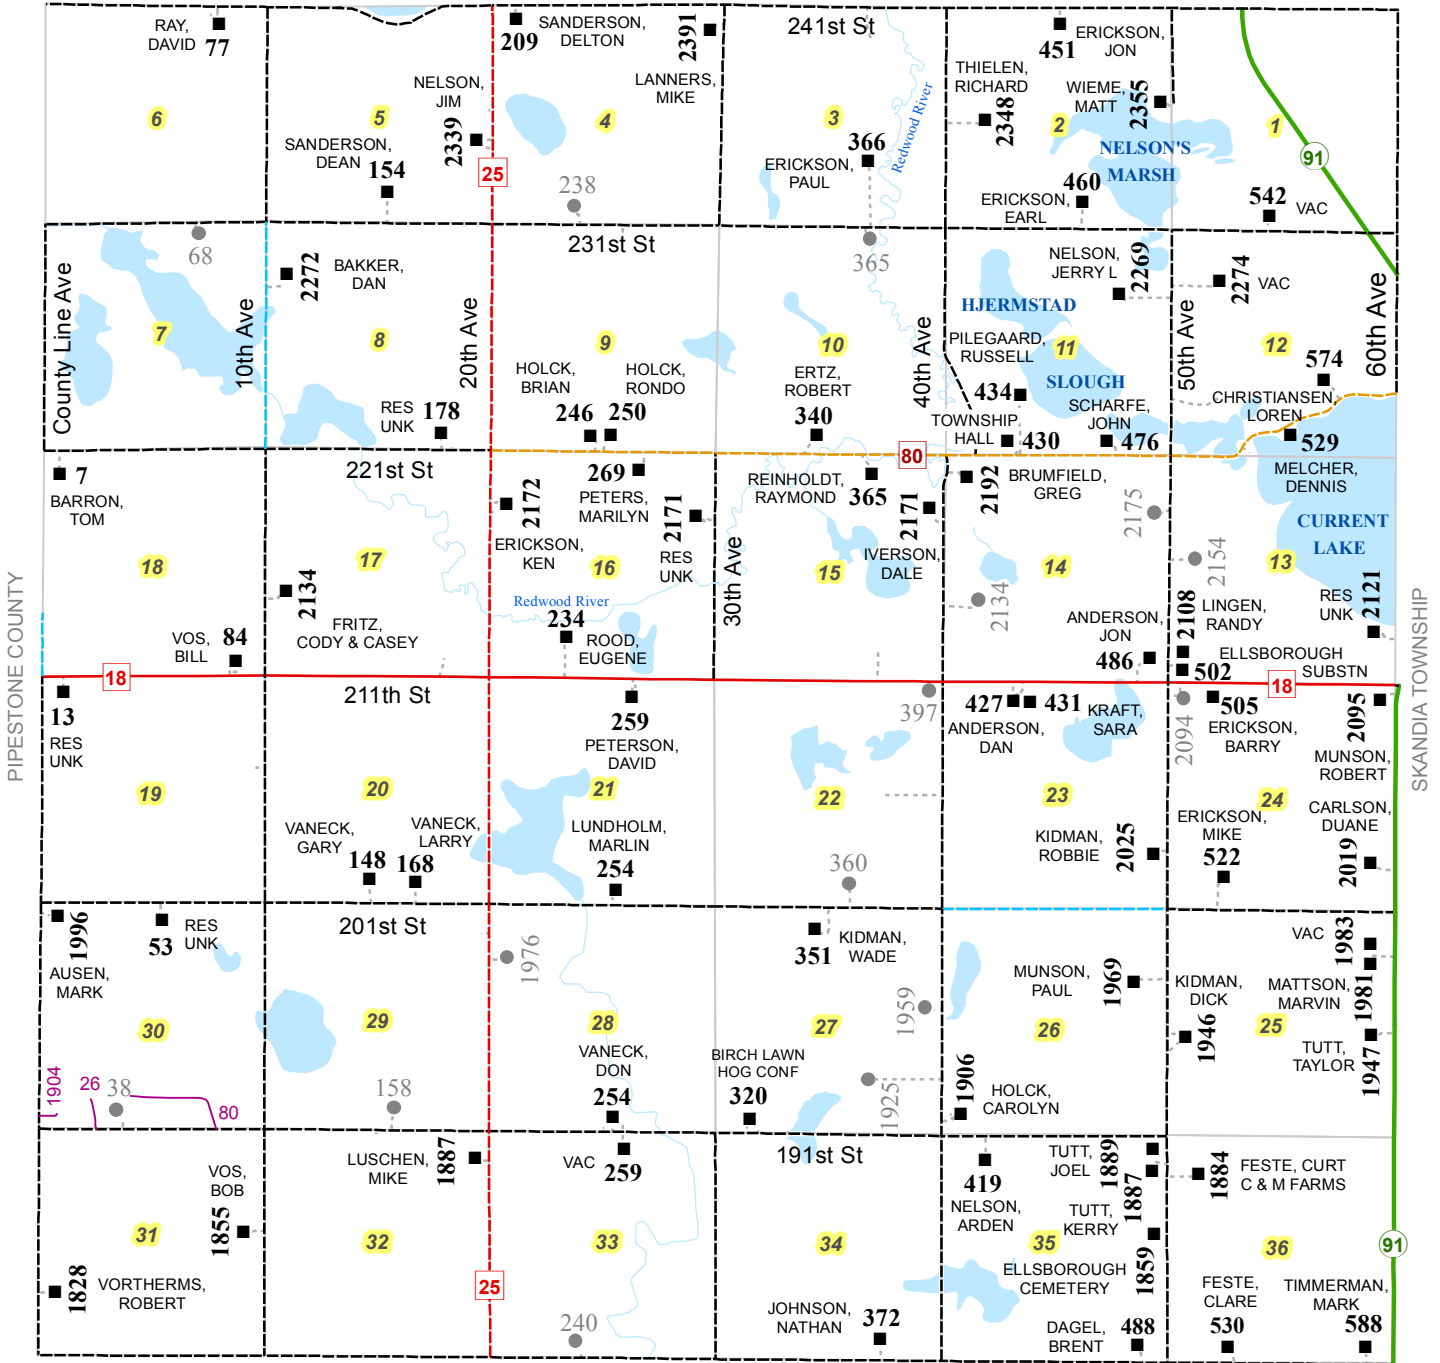 RAY,
DAVID 77
209
SANDERSON,
DELTON
2391
LANNERS,
MIKE
241st St
451
ERICKSON,
JON
NELSON,
JIM
2339
THIELEN,
RICHARD
2348
WIEME,
MATT
2355
6
5
4
3
2
1
Redwood River
SANDERSON,
DEAN
154
25
238
366
ERICKSON,
PAUL
NELSON'S
MARSH
91
460
ERICKSON,
EARL
542
VAC
68
231st St
365
2272
BAKKER,
DAN
NELSON,
JERRY L
2269
2274
VAC
County Line Ave
10th Ave
20th Ave
40th Ave
50th Ave
60th Ave
HJERMSTAD
SLOUGH
7
8
9
10
11
12
PILEGAARD,
RUSSELL
434
HOLCK,
BRIAN
246
HOLCK,
RONDO
250
ERTZ,
ROBERT
340
574
CHRISTIANSEN,
LOREN
529
RES
UNK
178
TOWNSHIP
HALL
430
SCHARFE,
JOHN
476
80
7
BARRON,
TOM
221st St
2172
ERICKSON,
KEN
269
PETERS,
MARILYN
2171
RES
UNK
30th Ave
REINHOLDT,
RAYMOND
365
2171
IVERSON,
DALE
2192
BRUMFIELD,
GREG
2175
MELCHER,
DENNIS
CURRENT
LAKE
18
17
16
15
14
13
2154
PIPESTONE COUNTY
SKANDIA TOWNSHIP
2134
FRITZ,
CODY & CASEY
Redwood River
234
ROOD,
EUGENE
2134
ANDERSON,
JON
486
2108
LINGEN,
RANDY
502
ELLSBOROUGH
SUBSTN
RES
UNK
2121
VOS,
BILL
84
18
18
13
RES
UNK
211th St
259
PETERSON,
DAVID
397
427
ANDERSON,
DAN
431
KRAFT,
SARA
2094
505
ERICKSON,
BARRY
2095
MUNSON,
ROBERT
19
20
21
22
23
24
VANECK,
GARY
148
VANECK,
LARRY
168
LUNDHOLM,
MARLIN
254
360
KIDMAN,
ROBBIE
2025
ERICKSON,
MIKE
522
CARLSON,
DUANE
2019
1996
AUSEN,
MARK
53
RES
UNK
201st St
1976
351
KIDMAN,
WADE
1959
MUNSON,
PAUL
1969
KIDMAN,
DICK
1946
VAC
1983
MATTSON,
MARVIN
1981
TUTT,
TAYLOR
1947
30
29
28
27
26
25
1904
26
38
80
158
VANECK,
DON
254
BIRCH LAWN
HOG CONF
320
1925
1906
HOLCK,
CAROLYN
VOS,
BOB
1855
LUSCHEN,
MIKE
1887
VAC
259
191st St
419
NELSON,
ARDEN
TUTT,
JOEL
1889
1887
TUTT,
KERRY
1859
1884
FESTE, CURT
C & M FARMS
31
32
33
34
35
36
91
1828
VORTHERMS,
ROBERT
25
240
JOHNSON,
NATHAN
372
ELLSBOROUGH
CEMETERY
DAGEL,
BRENT
488
FESTE,
CLARE
530
TIMMERMAN,
MARK
588